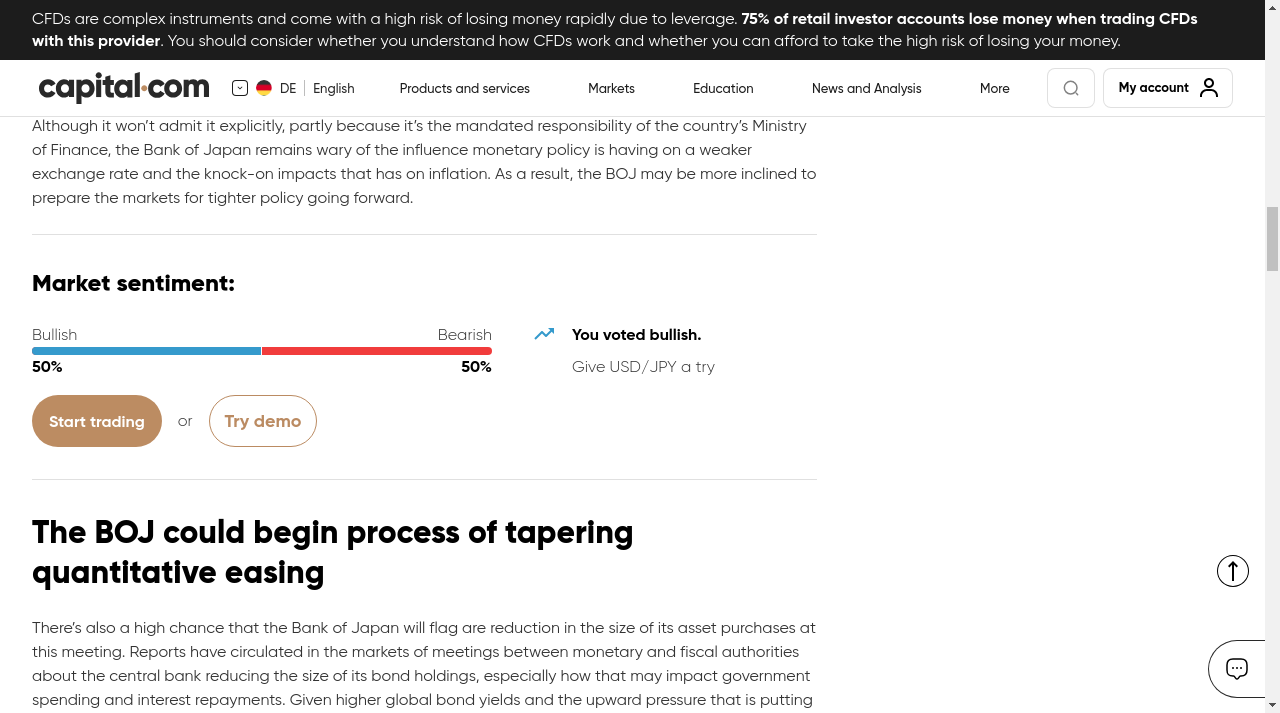 CFDs are complex instruments and come with a high risk of losing money rapidly due to leverage. 75% of retail investor accounts lose money when trading CFDs
with this provider. You should consider whether you understand how CFDs work and whether you can afford to take the high risk of losing your money.
capital.com
DE English Products and services Markets Education News and Analysis More My account
Although it won’t admit it explicitly, partly because it’s the mandated responsibility of the country’s Ministry
of Finance, the Bank of Japan remains wary of the influence monetary policy is having on a weaker
exchange rate and the knock-on impacts that has on inflation. As a result, the BOJ may be more inclined to
prepare the markets for tighter policy going forward.
Market sentiment:
Bullish Bearish
50% 50%
You voted bullish.
Give USD/JPY a try
Start trading or Try demo
The BOJ could begin process of tapering
quantitative easing
There’s also a high chance that the Bank of Japan will flag are reduction in the size of its asset purchases at
this meeting. Reports have circulated in the markets of meetings between monetary and fiscal authorities
about the central bank reducing the size of its bond holdings, especially how that may impact government
spending and interest repayments. Given higher global bond yields and the upward pressure that is putting